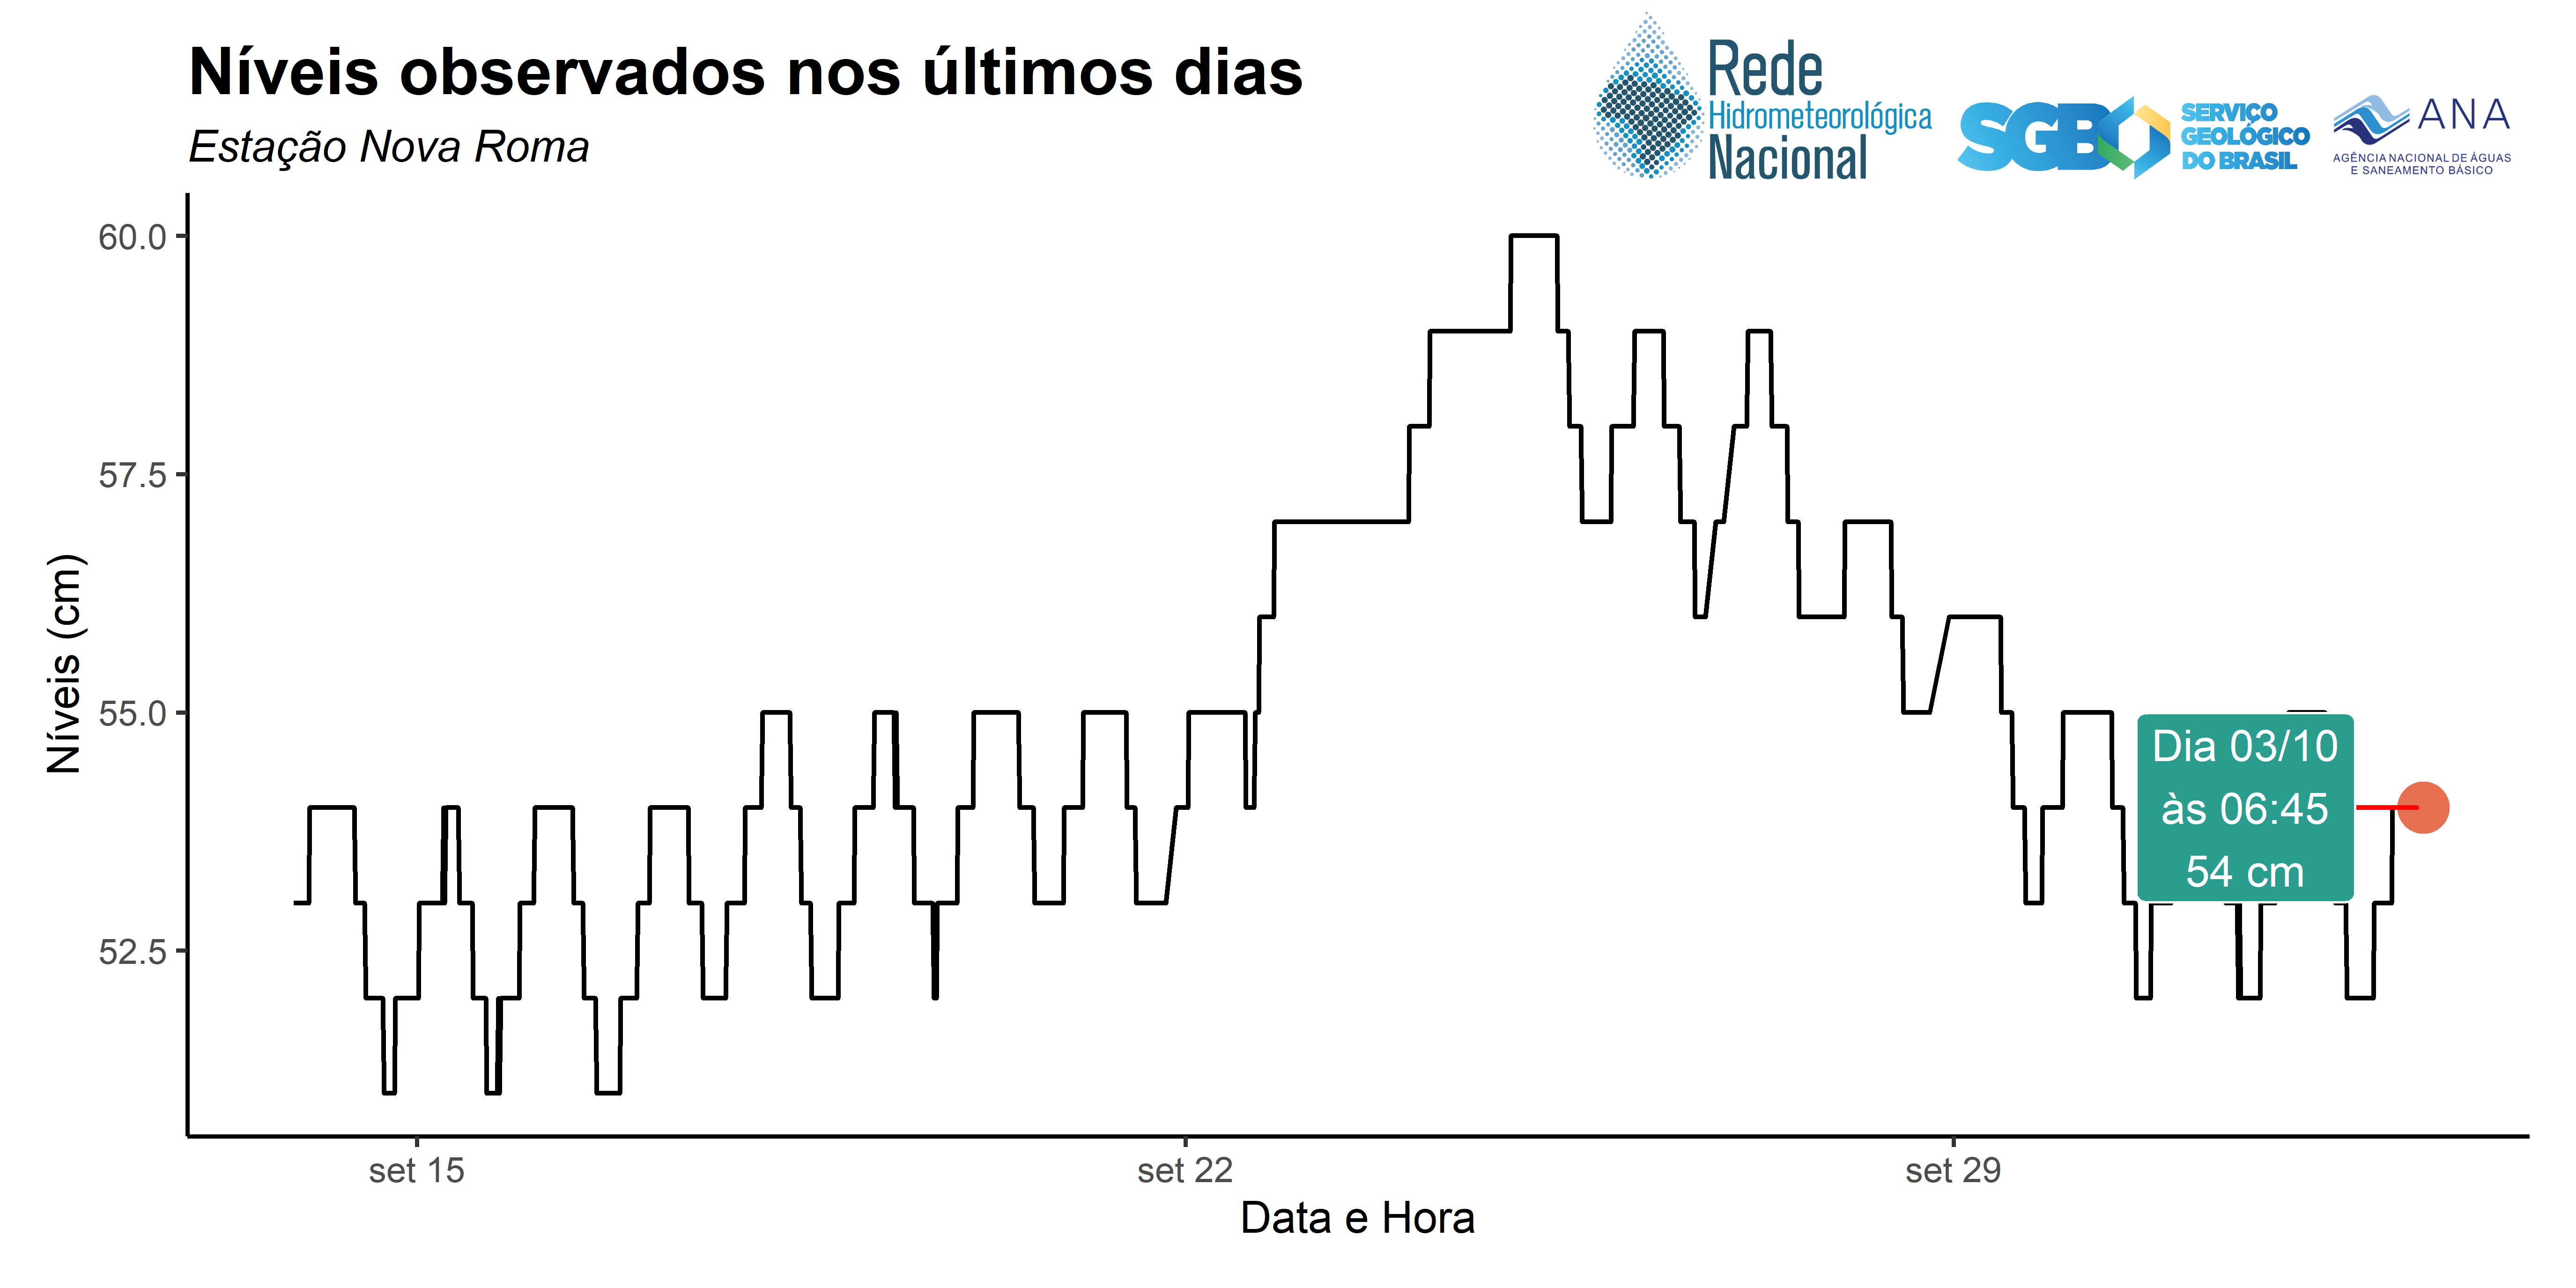 Níveis observados nos últimos dias
Estação Nova Roma
Rede
Hidrometeorológica
Nacional
SGB
SERVIÇO
GEOLÓGICO
DO BRASIL
ANA
AGÊNCIA NACIONAL DE ÁGUAS
E SANEAMENTO BÁSICO
Níveis (cm)
60.0
57.5
55.0
52.5
Dia 03/10
às 06:45
54 cm
set 15
set 22
set 29
Data e Hora